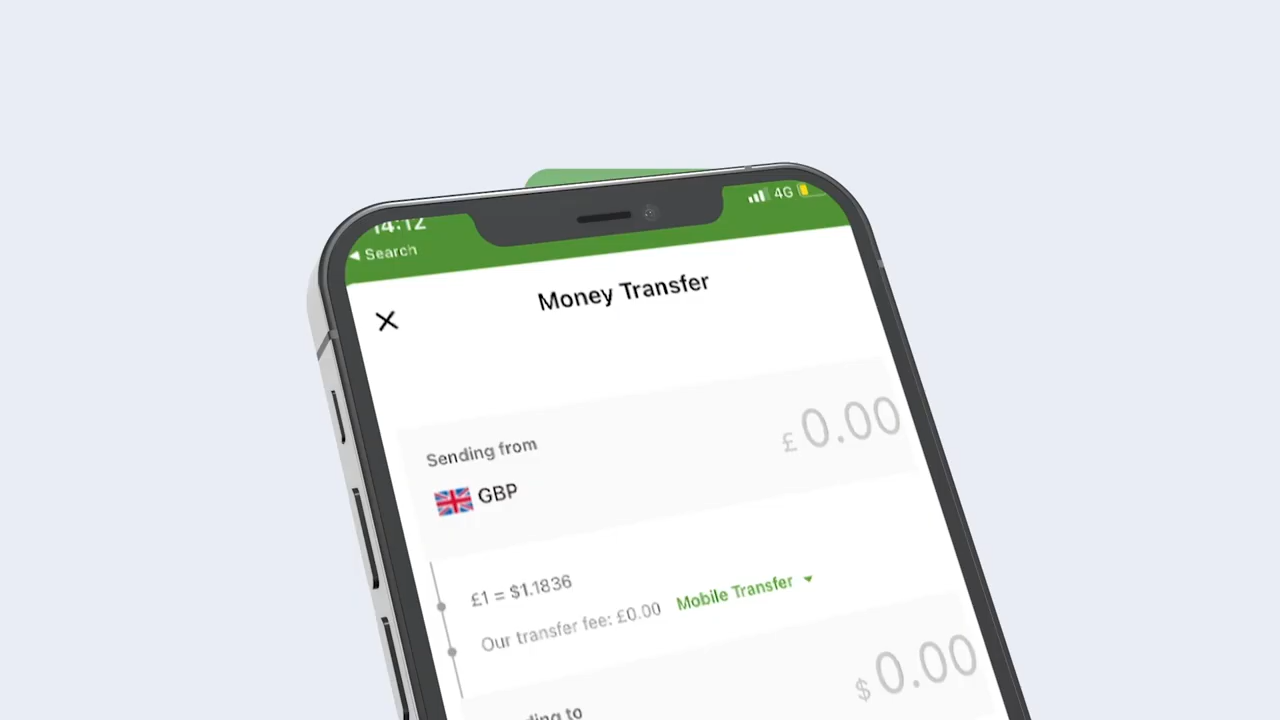 14:12
4G
Search
Money Transfer
£ 0.00
Sending from
GBP
£1 = $1.1836
Our transfer fee: £0.00 Mobile Transfer
$ 0.00
to